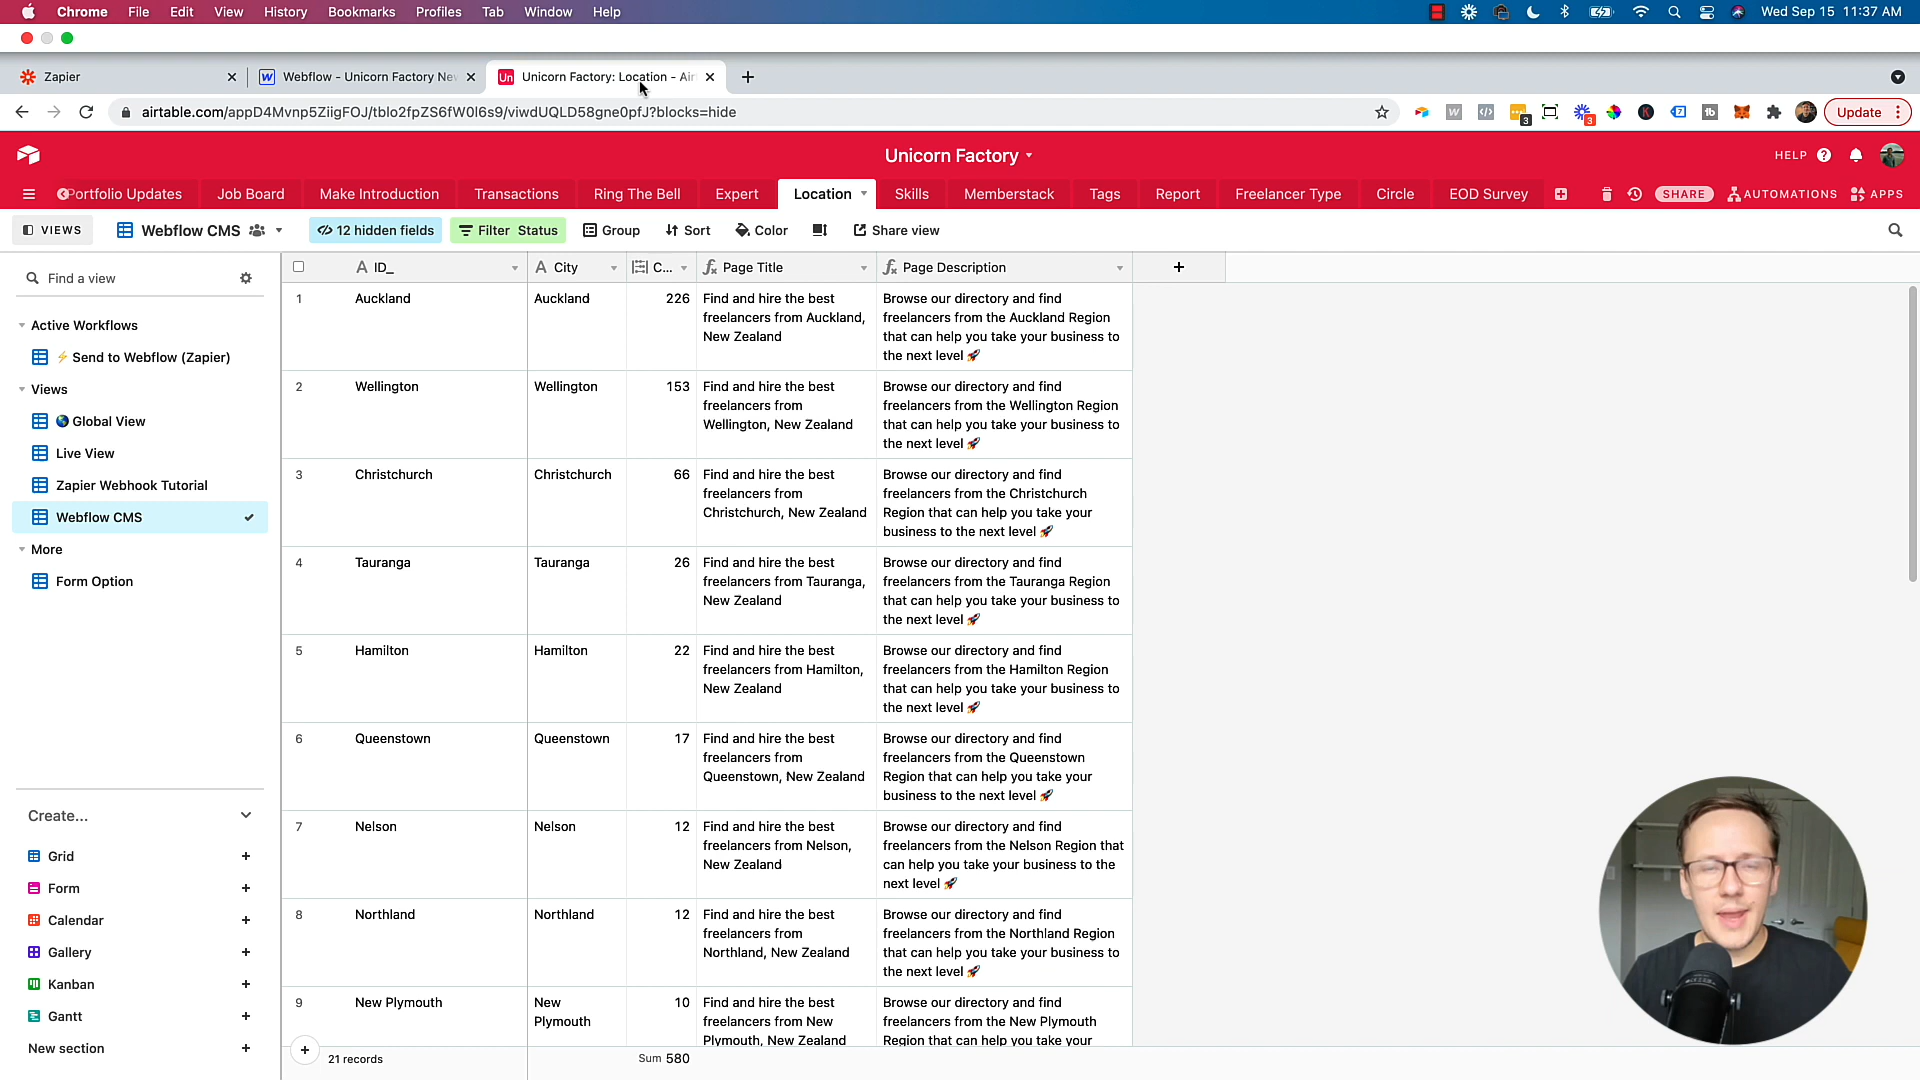 Chrome File Edit View History Bookmarks Profiles Tab Window Help Wed Sep 15 11:37 AM
Zapier Webflow - Unicorn Factory Nev Unicorn Factory: Location - Air
airtable.com/appD4Mvnp5ZiigFOJ/tblo2fpZS6fW0l6s9/viwdUQLD58gne0pfJ?blocks=hide 3 3 Update
Unicorn Factory HELP
Portfolio Updates Job Board Make Introduction Transactions Ring The Bell Expert Location Skills Memberstack Tags Report Freelancer Type Circle EOD Survey SHARE AUTOMATIONS APPS
VIEWS Webflow CMS 12 hidden fields Filter Status Group Sort Color Share view
Find a view
Active Workflows
⚡ Send to Webflow (Zapier)
Views
🌎 Global View
Live View
Zapier Webhook Tutorial
Webflow CMS
More
Form Option
Create...
Grid
Form
Calendar
Gallery
Kanban
Gantt
New section
ID_ City C... Page Title Page Description
1 Auckland Auckland 226 Find and hire the best
freelancers from Auckland,
New Zealand
Browse our directory and find
freelancers from the Auckland Region
that can help you take your business to
the next level 🚀
2 Wellington Wellington 153 Find and hire the best
freelancers from
Wellington, New Zealand
Browse our directory and find
freelancers from the Wellington Region
that can help you take your business to
the next level 🚀
3 Christchurch Christchurch 66 Find and hire the best
freelancers from
Christchurch, New Zealand
Browse our directory and find
freelancers from the Christchurch
Region that can help you take your
business to the next level 🚀
4 Tauranga Tauranga 26 Find and hire the best
freelancers from Tauranga,
New Zealand
Browse our directory and find
freelancers from the Tauranga Region
that can help you take your business to
the next level 🚀
5 Hamilton Hamilton 22 Find and hire the best
freelancers from Hamilton,
New Zealand
Browse our directory and find
freelancers from the Hamilton Region
that can help you take your business to
the next level 🚀
6 Queenstown Queenstown 17 Find and hire the best
freelancers from
Queenstown, New Zealand
Browse our directory and find
freelancers from the Queenstown
Region that can help you take your
business to the next level 🚀
7 Nelson Nelson 12 Find and hire the best
freelancers from Nelson,
New Zealand
Browse our directory and find
freelancers from the Nelson Region that
can help you take your business to the
next level 🚀
8 Northland Northland 12 Find and hire the best
freelancers from
Northland, New Zealand
Browse our directory and find
freelancers from the Northland Region
that can help you take your business to
the next level 🚀
9 New Plymouth New
Plymouth
10 Find and hire the best
freelancers from New
Plymouth, New Zealand
Browse our directory and find
freelancers from the New Plymouth
Region that can help you take your
21 records Sum 580